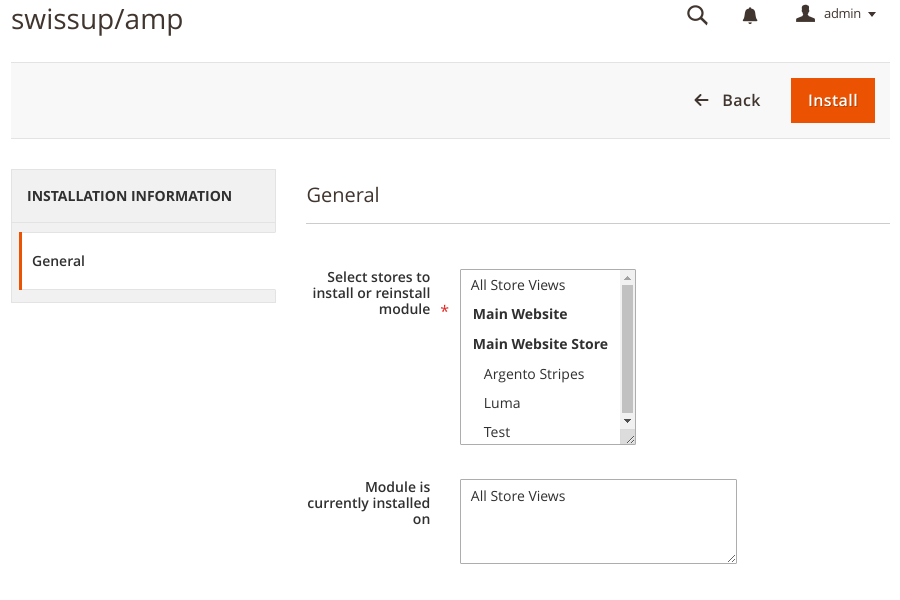 swissup/amp
admin
Back
Install
INSTALLATION INFORMATION
General
General
Select stores to
install or reinstall
module *
All Store Views
Main Website
Main Website Store
Argento Stripes
Luma
Test
Module is
currently installed
on
All Store Views